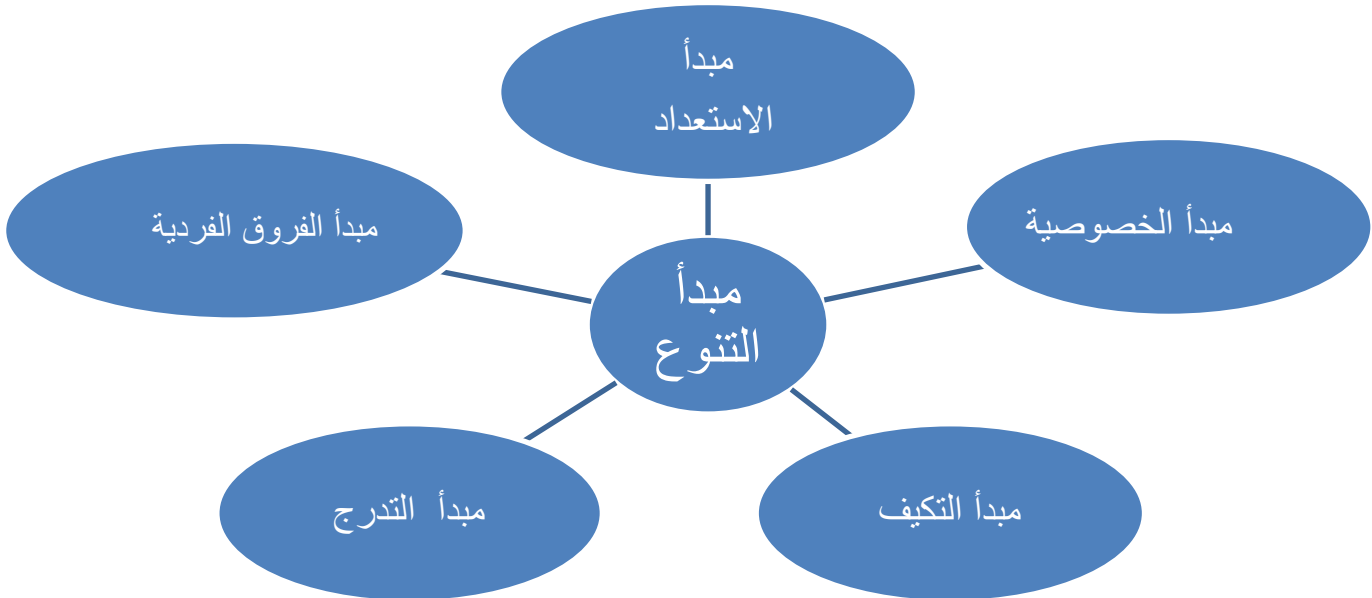 مبدأ
الاستعداد
مبدأ الخصوصية
مبدأ الفروق الفردية
مبدأ
التنوع
مبدأ التكيف
مبدأ التدرج